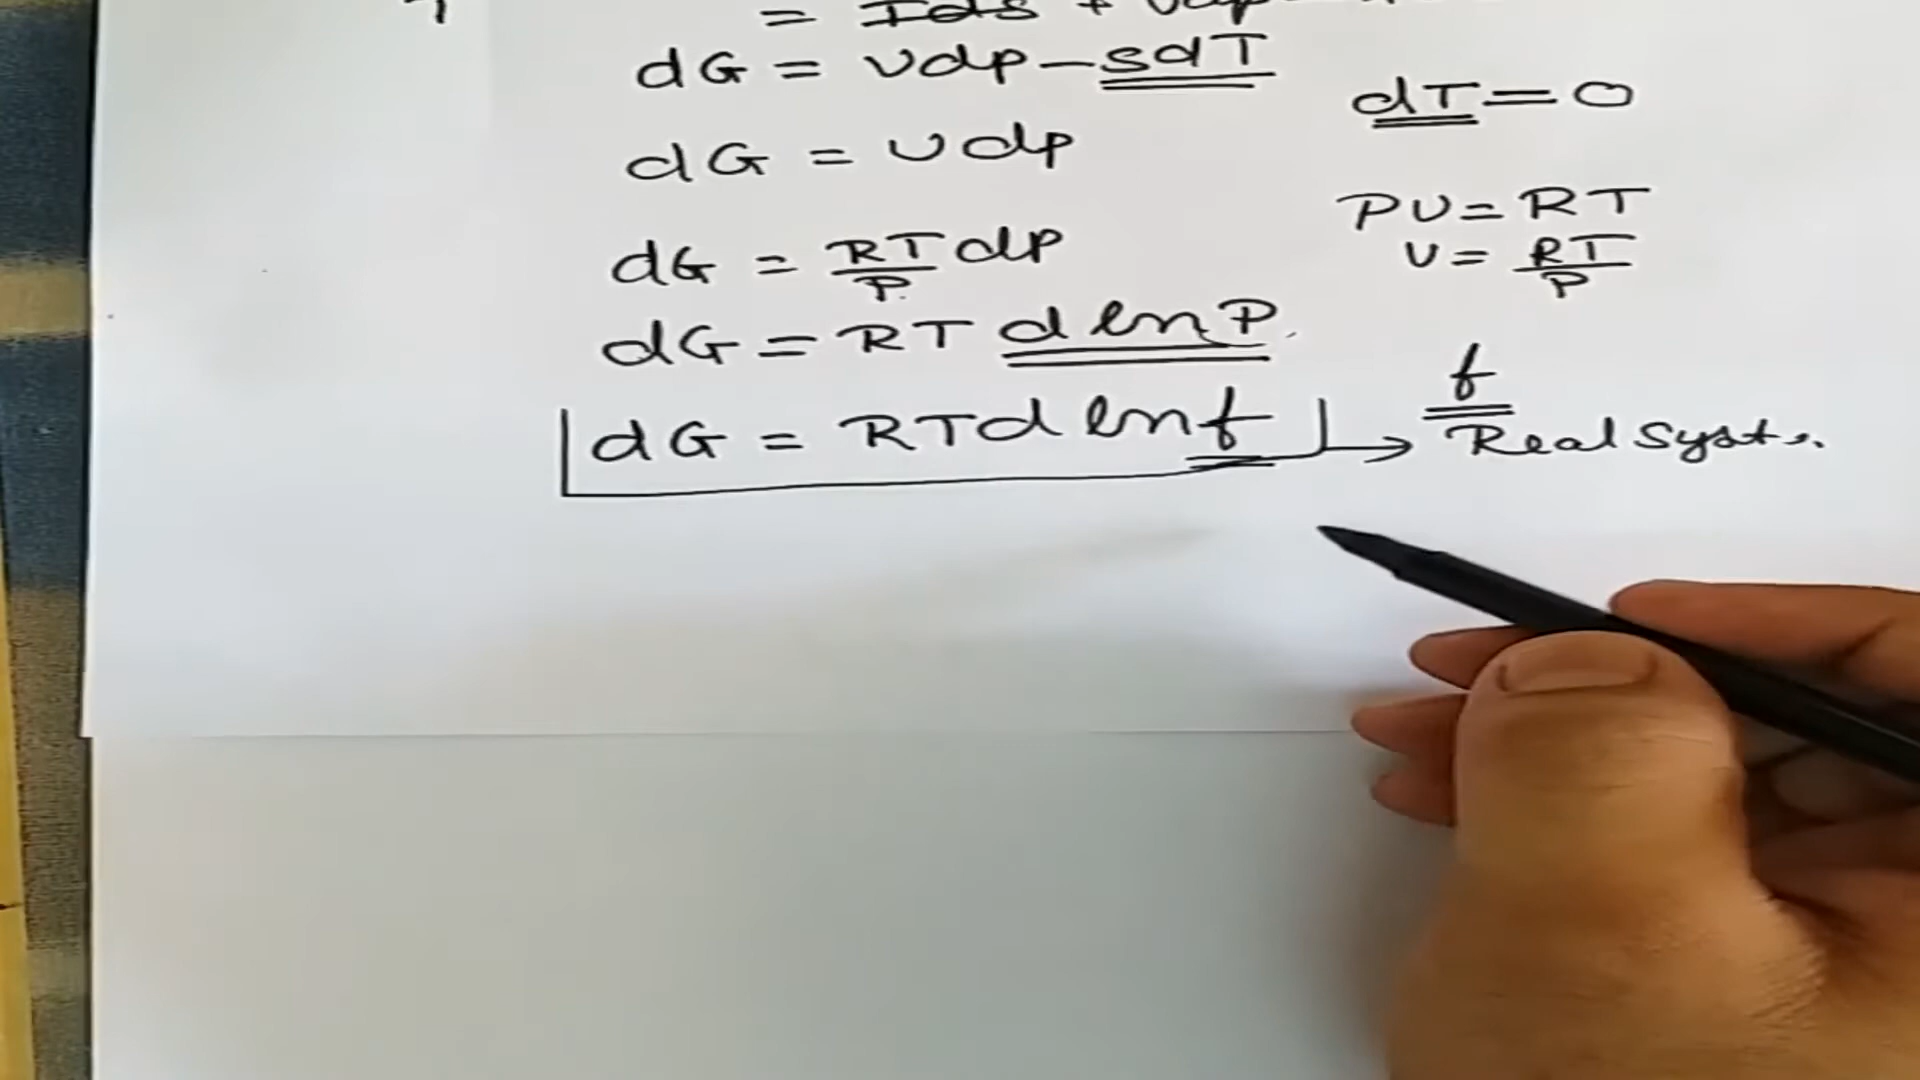 dG = vdp - sdT
dT = 0
dG = vdp
PV = RT
dG = RT/P dP
V = RT/P
dG = RT d ln P
f
dG = RT d ln f → Real Syst